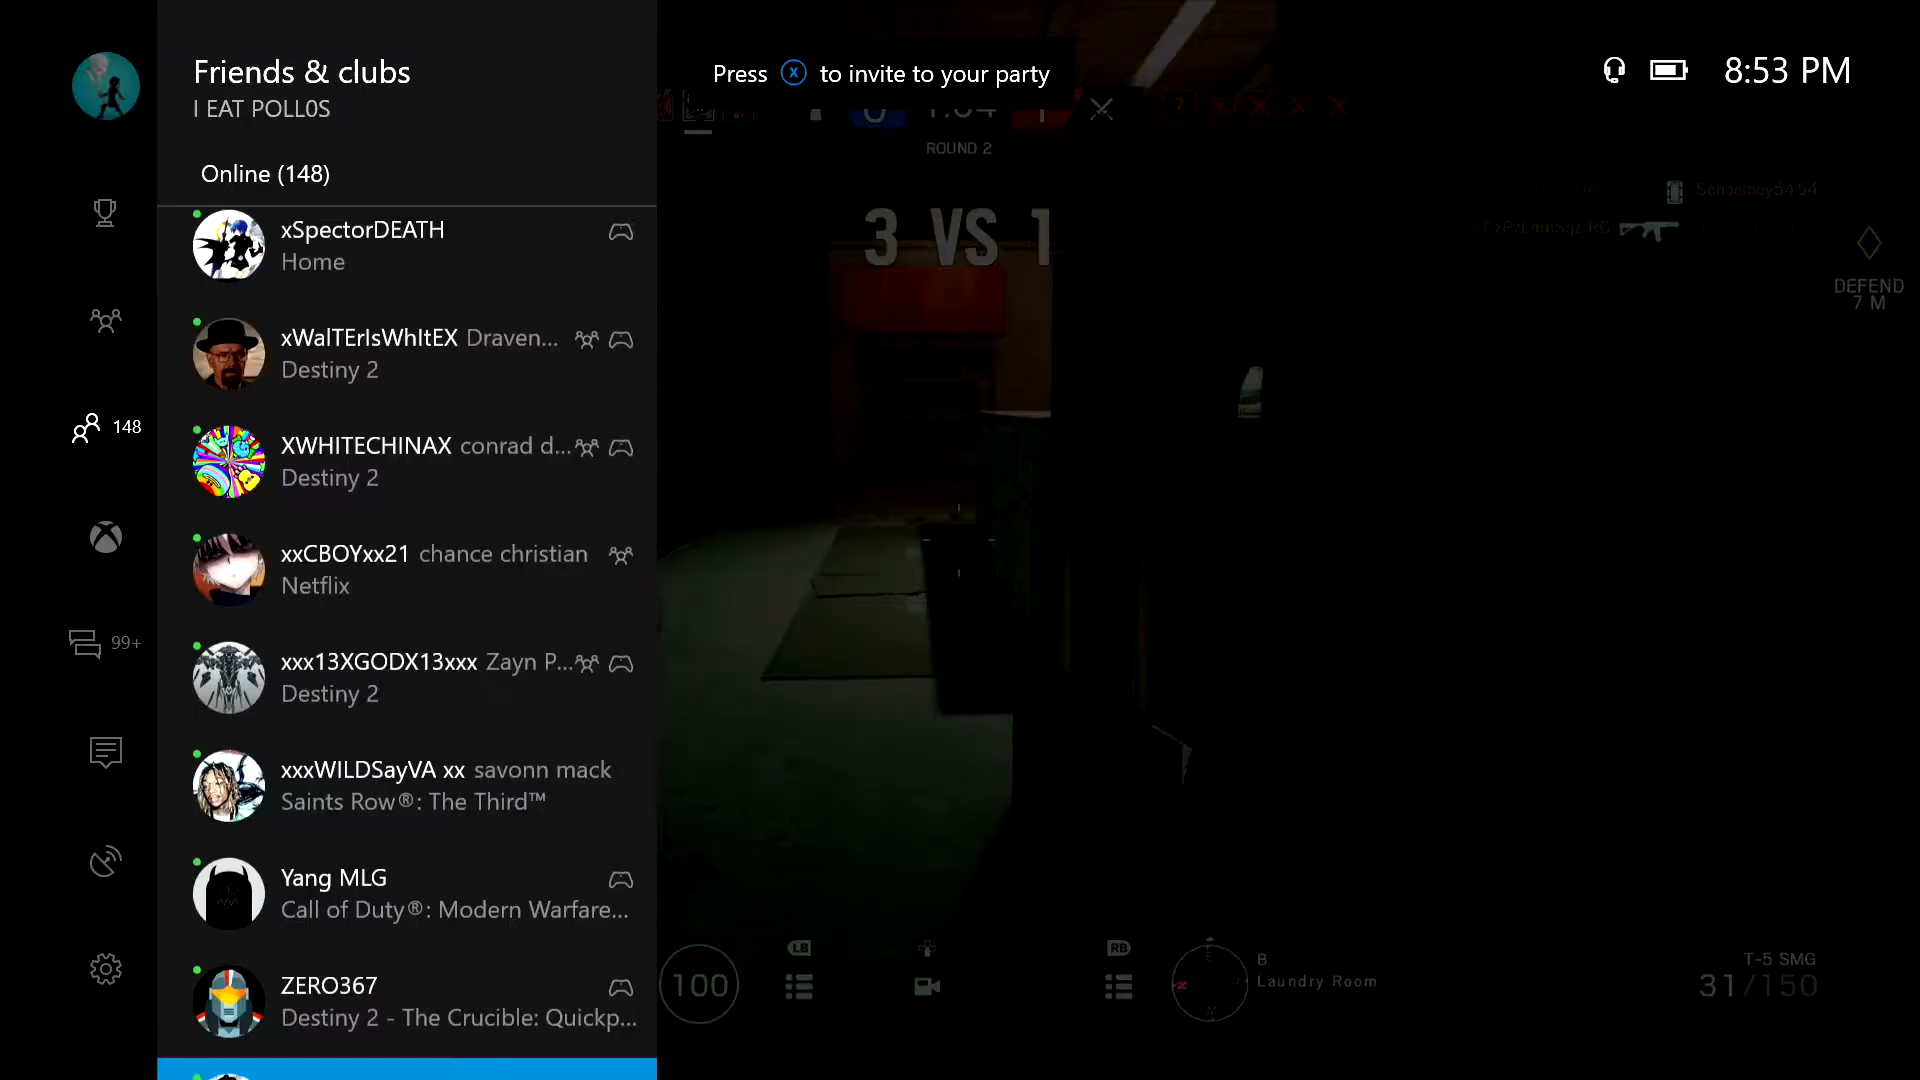 Friends & clubs
I EAT POLL0S
Press X to invite to your party
8:53 PM
Online (148)
ROUND 2
3 VS 1
Schoolboy5454
xSpectorDEATH
Home
DEFEND
7 M
xWalTErIsWhItEX Draven...
Destiny 2
148
XWHITECHINAX conrad d...
Destiny 2
xxCBOYxx21 chance christian
Netflix
99+
xxx13XGODX13xxx Zayn P...
Destiny 2
xxxWILDSayVA xx savonn mack
Saints Row®: The Third™
Yang MLG
Call of Duty®: Modern Warfare...
ZERO367
Destiny 2 - The Crucible: Quickp...
100
LB
RB
B
Laundry Room
T-5 SMG
31/150